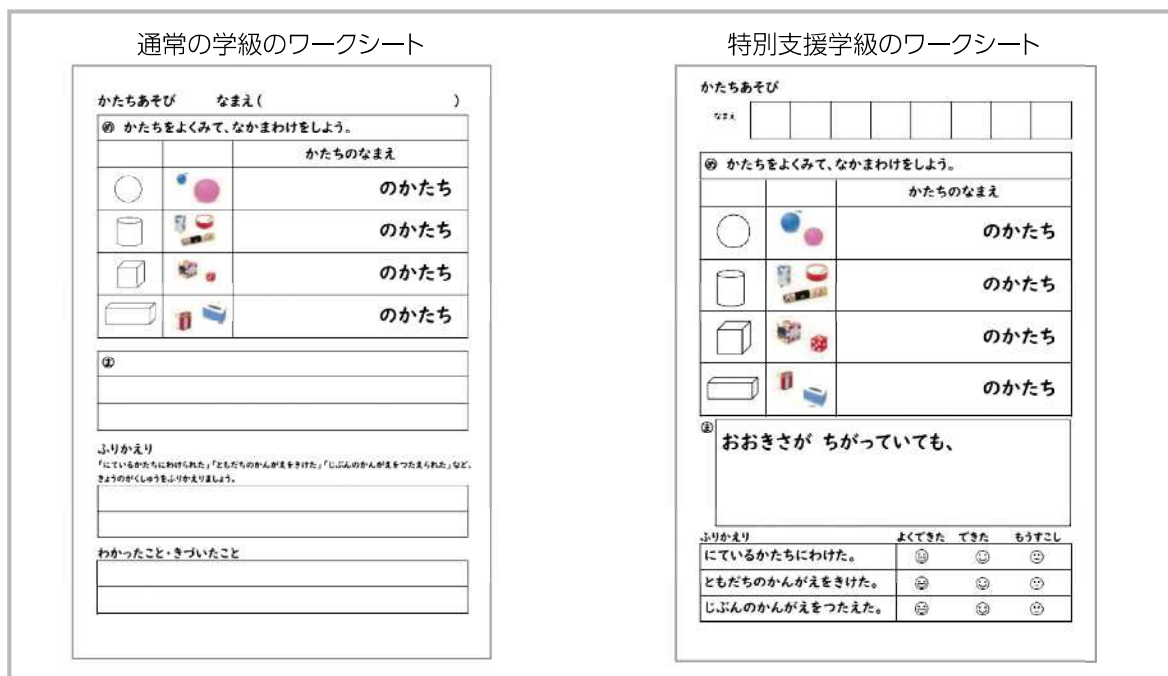 通常の学級のワークシート
かたちあそび なまえ( )
め かたちをよくみて、なかまわけをしよう。
かたちのなまえ
のかたち
のかたち
のかたち
のかたち
ま
ふりかえり
「にているかたちにわけられた」「ともだちのかんがえをきけた」「じぶんのかんがえをつたえられた」など、
きょうのがくしゅうをふりかえりましょう。
わかったこと・きづいたこと
特別支援学級のワークシート
かたちあそび
なまえ
め かたちをよくみて、なかまわけをしよう。
かたちのなまえ
のかたち
のかたち
のかたち
のかたち
ま
おおきさが ちがっていても、
ふりかえり よくできた できた もうすこし
にているかたちにわけた。
ともだちのかんがえをきけた。
じぶんのかんがえをつたえた。